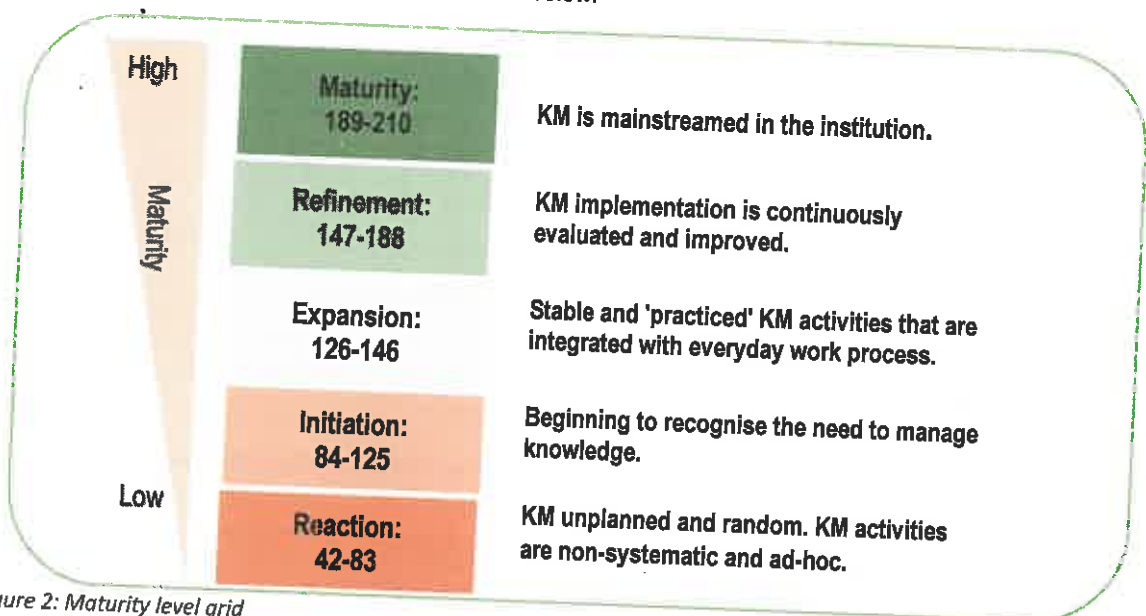 High
Maturity
Low
Maturity:
189-210
KM is mainstreamed in the institution.
Refinement:
147-188
KM implementation is continuously
evaluated and improved.
Expansion:
126-146
Stable and 'practiced' KM activities that are
integrated with everyday work process.
Initiation:
84-125
Beginning to recognise the need to manage
knowledge.
Reaction:
42-83
KM unplanned and random. KM activities
are non-systematic and ad-hoc.
ure 2: Maturity level grid